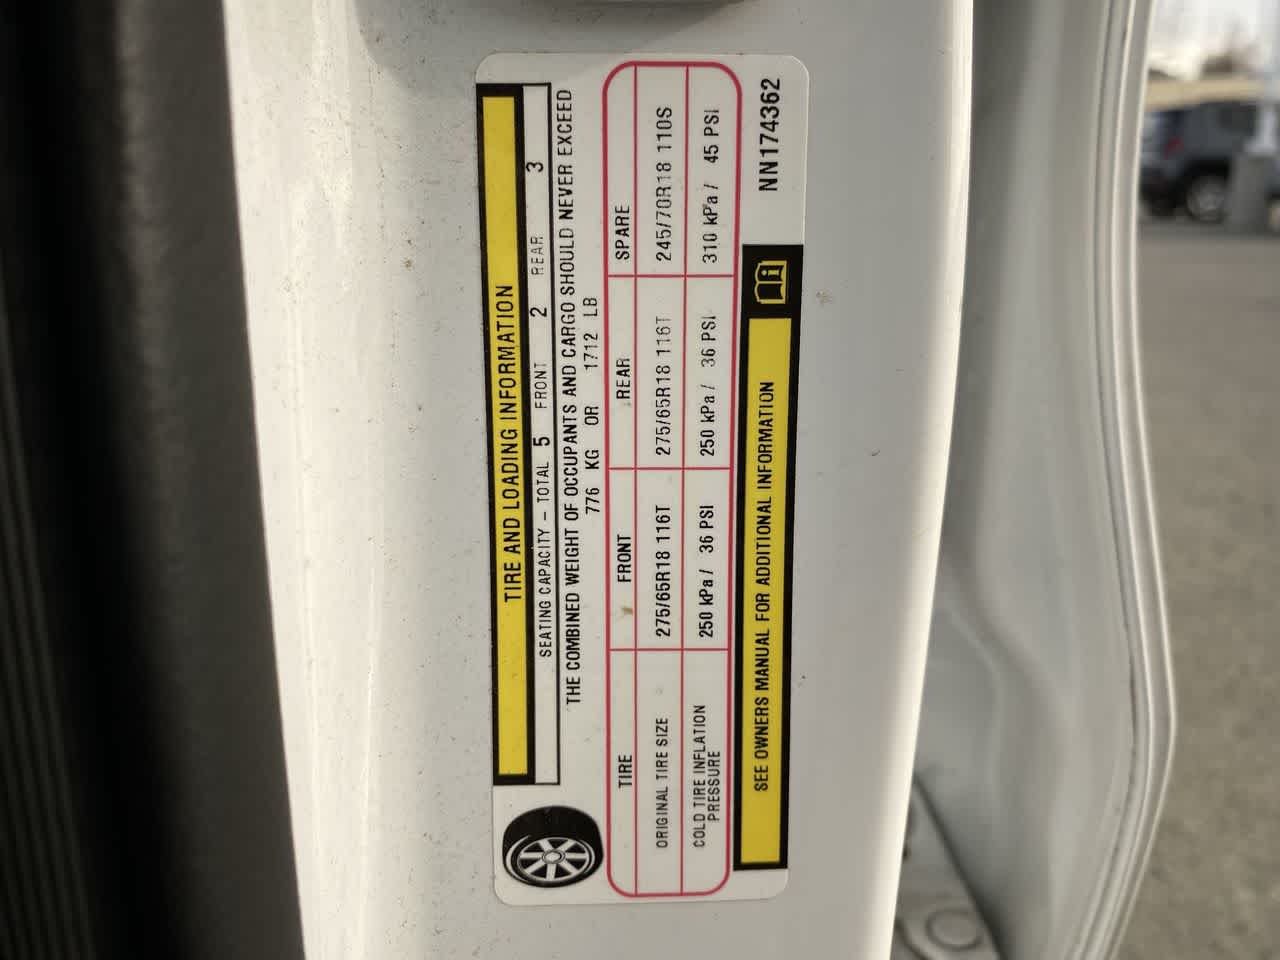 TIRE AND LOADING INFORMATION
SEATING CAPACITY – TOTAL 5 FRONT 2 REAR 3
THE COMBINED WEIGHT OF OCCUPANTS AND CARGO SHOULD NEVER EXCEED
776 KG OR 1712 LB
TIRE FRONT REAR SPARE
ORIGINAL TIRE SIZE 275/65R18 116T 275/65R18 116T 245/70R18 110S
COLD TIRE INFLATION PRESSURE 250 kPa / 36 PSI 250 kPa / 36 PSI 310 kPa / 45 PSI
SEE OWNERS MANUAL FOR ADDITIONAL INFORMATION
NN174362